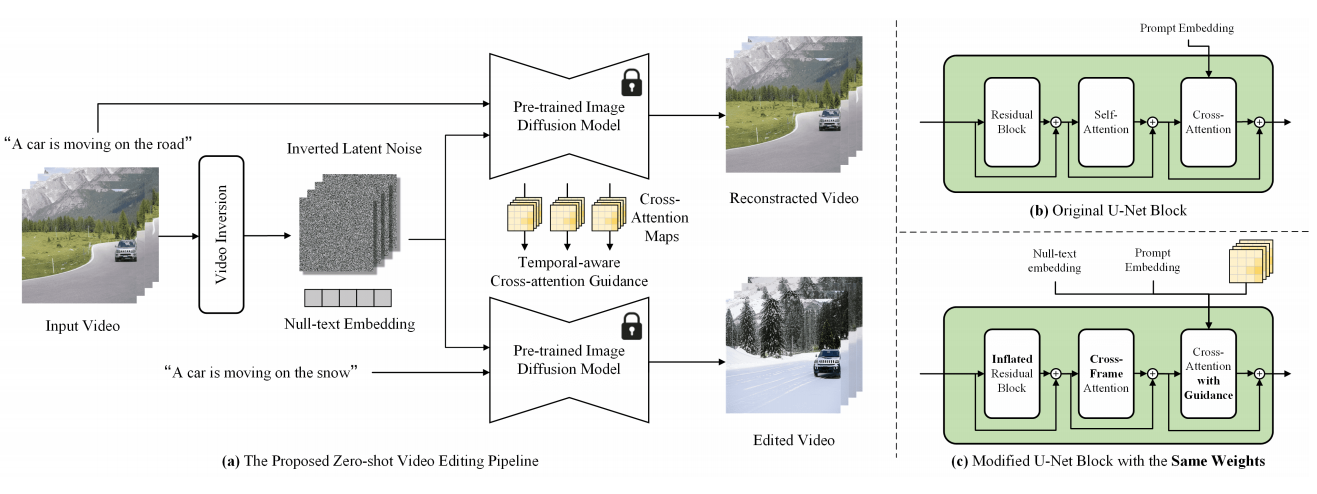 “A car is moving on the road”
Input Video
Video Inversion
Inverted Latent Noise
Null-text Embedding
“A car is moving on the snow”
Pre-trained Image
Diffusion Model
Cross-
Attention
Maps
Temporal-aware
Cross-attention Guidance
Pre-trained Image
Diffusion Model
Reconstracted Video
Edited Video
(a) The Proposed Zero-shot Video Editing Pipeline
Prompt Embedding
Residual
Block
Self-
Attention
Cross-
Attention
(b) Original U-Net Block
Null-text
embedding
Prompt
Embedding
Inflated
Residual
Block
Cross-
Frame
Attention
Cross-
Attention
with
Guidance
(c) Modified U-Net Block with the Same Weights